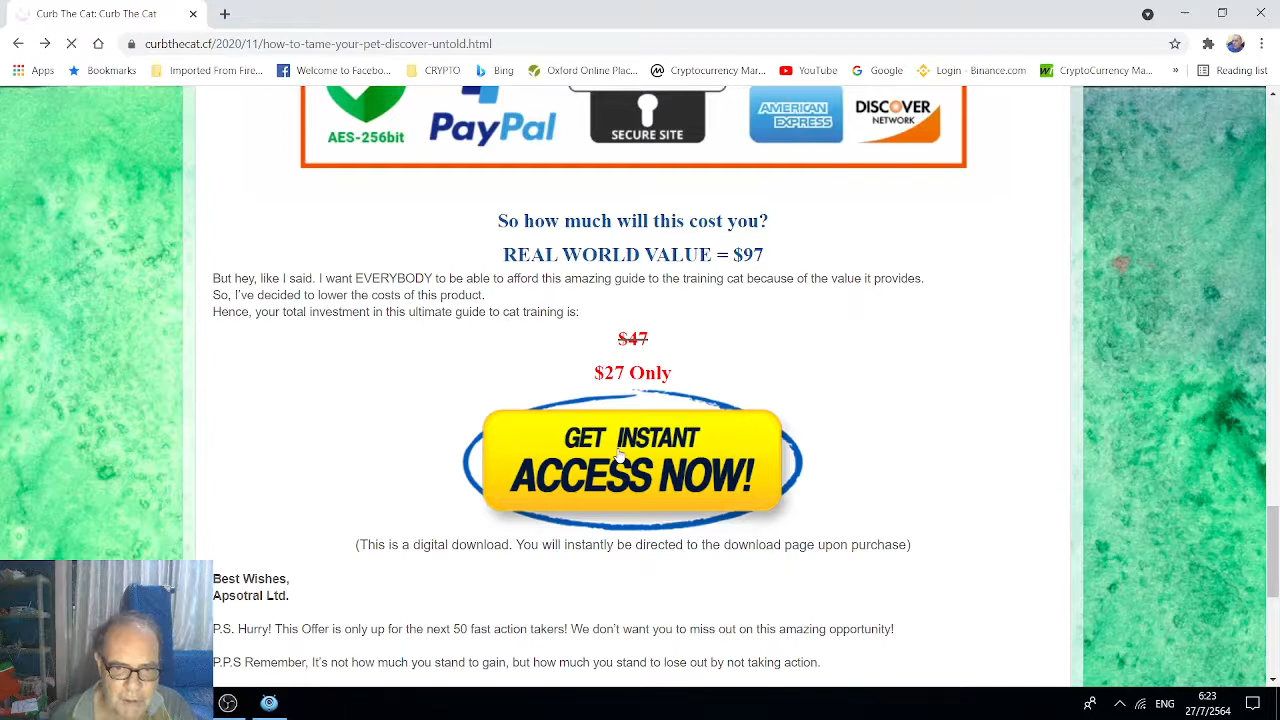 Curb The Cat: Curb The Cat
curbthecat.cf/2020/11/how-to-tame-your-pet-discover-untold.html
Apps
Bookmarks
Imported From Fire...
Welcome to Facebo...
CRYPTO
Bing
Oxford Online Plac...
Cryptocurrency Mar...
YouTube
Google
Login - Binance.com
CryptoCurrency Mar...
»
Reading list
AES-256bit
PayPal
SECURE SITE
AMERICAN EXPRESS
DISCOVER
NETWORK
So how much will this cost you?
REAL WORLD VALUE = $97
But hey, like I said. I want EVERYBODY to be able to afford this amazing guide to the training cat because of the value it provides.
So, I've decided to lower the costs of this product.
Hence, your total investment in this ultimate guide to cat training is:
$47
$27 Only
GET INSTANT
ACCESS NOW!
(This is a digital download. You will instantly be directed to the download page upon purchase)
Best Wishes,
Apsotral Ltd.
P.S. Hurry! This Offer is only up for the next 50 fast action takers! We don't want you to miss out on this amazing opportunity!
P.P.S Remember, It's not how much you stand to gain, but how much you stand to lose out by not taking action.
ENG
6:23
27/7/2564